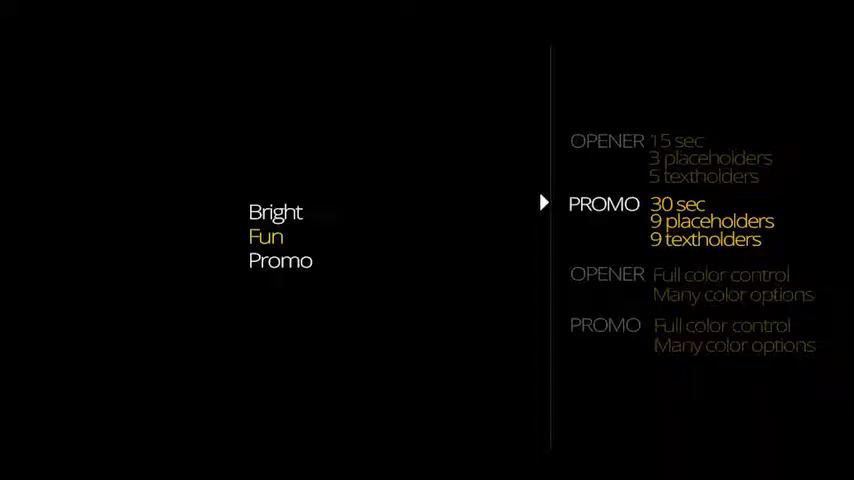 Bright
Fun
Promo
OPENER 15 sec
3 placeholders
5 textholders
PROMO 30 sec
9 placeholders
9 textholders
OPENER Full color control
Many color options
PROMO Full color control
Many color options